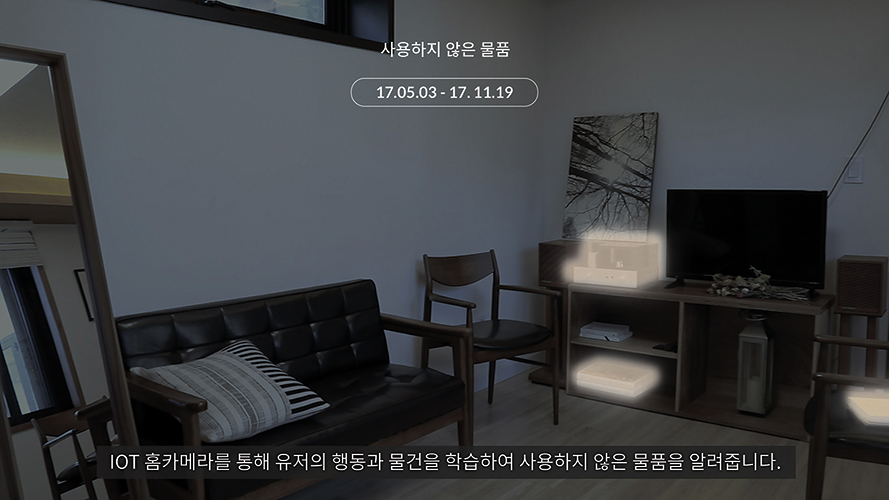 사용하지 않은 물품
17.05.03 - 17. 11.19
IOT 홈카메라를 통해 유저의 행동과 물건을 학습하여 사용하지 않은 물품을 알려줍니다.